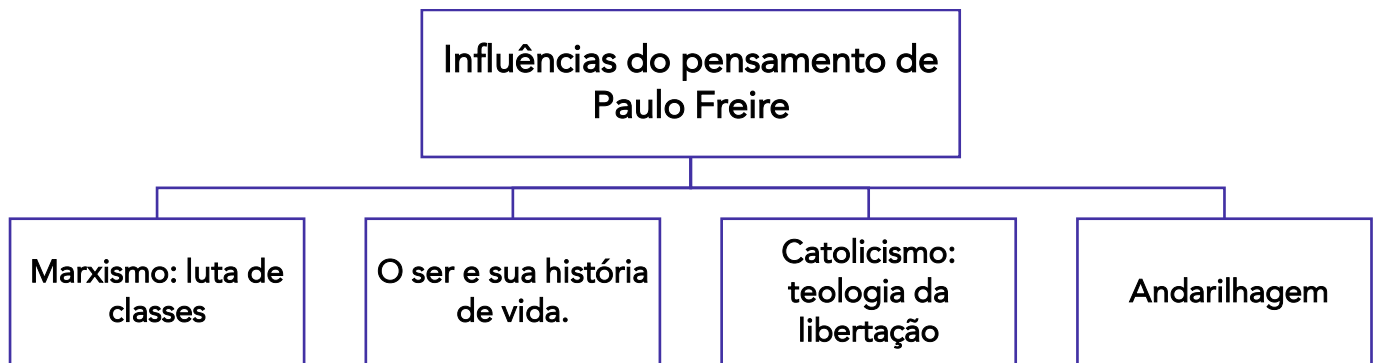 Influências do pensamento de
Paulo Freire
Marxismo: luta de
classes
O ser e sua história
de vida.
Catolicismo:
teologia da
libertação
Andarilhagem